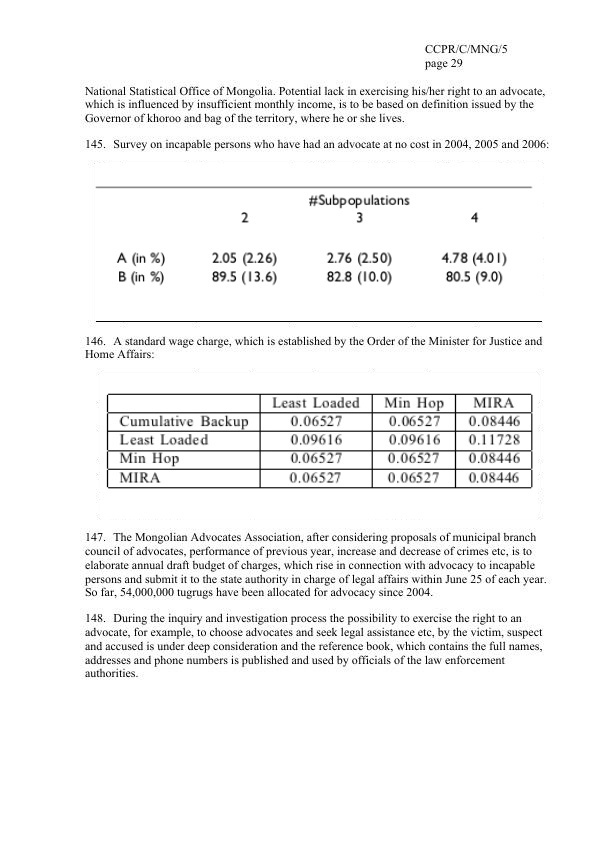 CCPR/C/MNG/5
page 29
National Statistical Office of Mongolia. Potential lack in exercising his/her right to an advocate,
which is influenced by insufficient monthly income, is to be based on definition issued by the
Governor of khoroo and bag of the territory, where he or she lives.
145. Survey on incapable persons who have had an advocate at no cost in 2004, 2005 and 2006:
#Subpopulations
2 3 4
A (in %) 2.05 (2.26) 2.76 (2.50) 4.78 (4.01)
B (in %) 89.5 (13.6) 82.8 (10.0) 80.5 (9.0)
146. A standard wage charge, which is established by the Order of the Minister for Justice and
Home Affairs:
Least Loaded Min Hop MIRA
Cumulative Backup 0.06527 0.06527 0.08446
Least Loaded 0.09616 0.09616 0.11728
Min Hop 0.06527 0.06527 0.08446
MIRA 0.06527 0.06527 0.08446
147. The Mongolian Advocates Association, after considering proposals of municipal branch
council of advocates, performance of previous year, increase and decrease of crimes etc, is to
elaborate annual draft budget of charges, which rise in connection with advocacy to incapable
persons and submit it to the state authority in charge of legal affairs within June 25 of each year.
So far, 54,000,000 tugrugs have been allocated for advocacy since 2004.
148. During the inquiry and investigation process the possibility to exercise the right to an
advocate, for example, to choose advocates and seek legal assistance etc, by the victim, suspect
and accused is under deep consideration and the reference book, which contains the full names,
addresses and phone numbers is published and used by officials of the law enforcement
authorities.